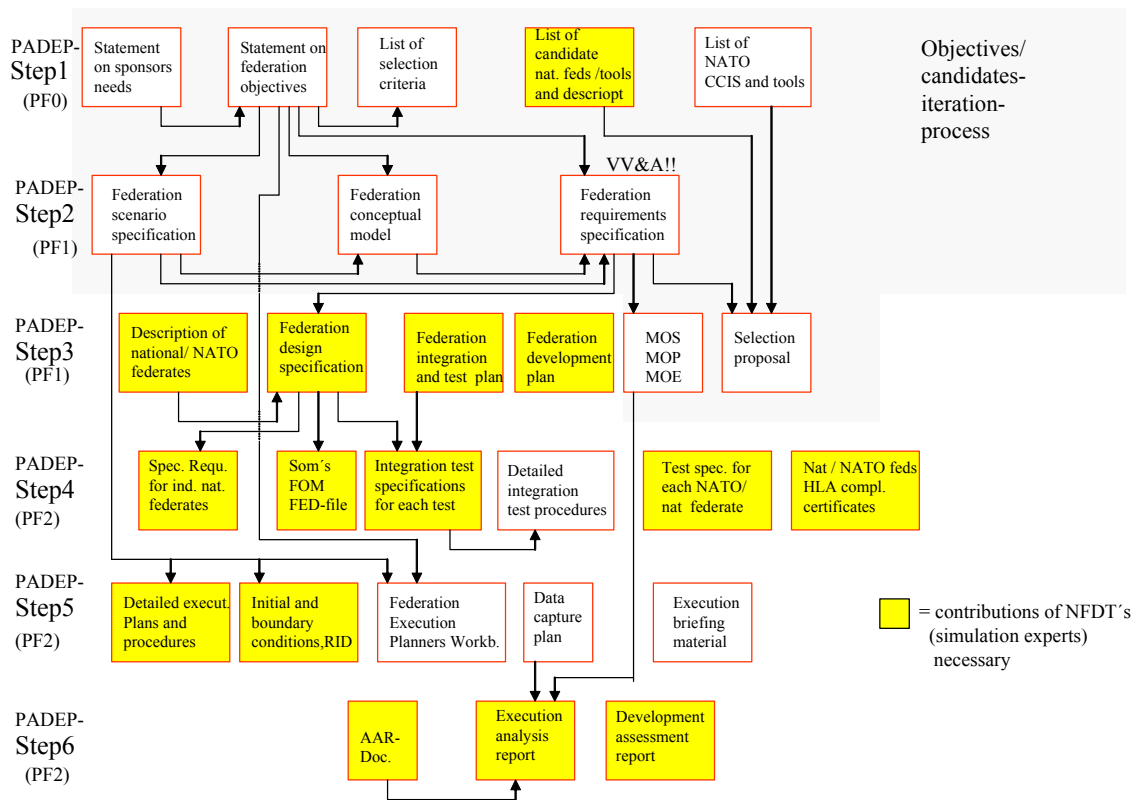 PADEP-
Step1
(PF0)
Statement
on sponsors
needs
Statement on
federation
objectives
List of
selection
criteria
List of
candidate
nat. feds /tools
and descriopt
List of
NATO
CCIS and tools
Objectives/
candidates-
iteration-
process
PADEP-
Step2
(PF1)
Federation
scenario
specification
Federation
conceptual
model
VV&A!!
Federation
requirements
specification
PADEP-
Step3
(PF1)
Description of
national/ NATO
federates
Federation
design
specification
Federation
integration
and test plan
Federation
development
plan
MOS
MOP
MOE
Selection
proposal
PADEP-
Step4
(PF2)
Spec. Requ.
for ind. nat.
federates
Som´s
FOM
FED-file
Integration test
specifications
for each test
Detailed
integration
test procedures
Test spec. for
each NATO/
nat federate
Nat / NATO feds
HLA compl.
certificates
PADEP-
Step5
(PF2)
Detailed execut.
Plans and
procedures
Initial and
boundary
conditions,RID
Federation
Execution
Planners Workb.
Data
capture
plan
Execution
briefing
material
= contributions of NFDT´s
(simulation experts)
necessary
PADEP-
Step6
(PF2)
AAR-
Doc.
Execution
analysis
report
Development
assessment
report